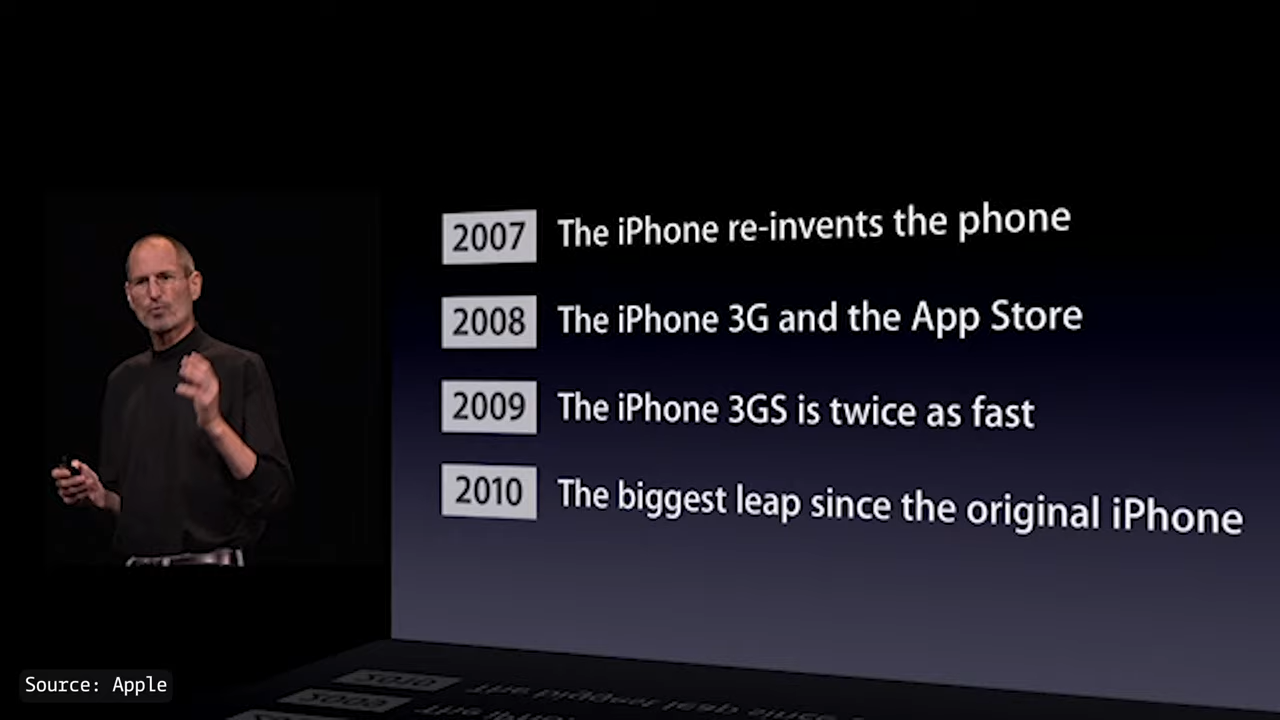 2007 The iPhone re-invents the phone
2008 The iPhone 3G and the App Store
2009 The iPhone 3GS is twice as fast
2010 The biggest leap since the original iPhone
Source: Apple